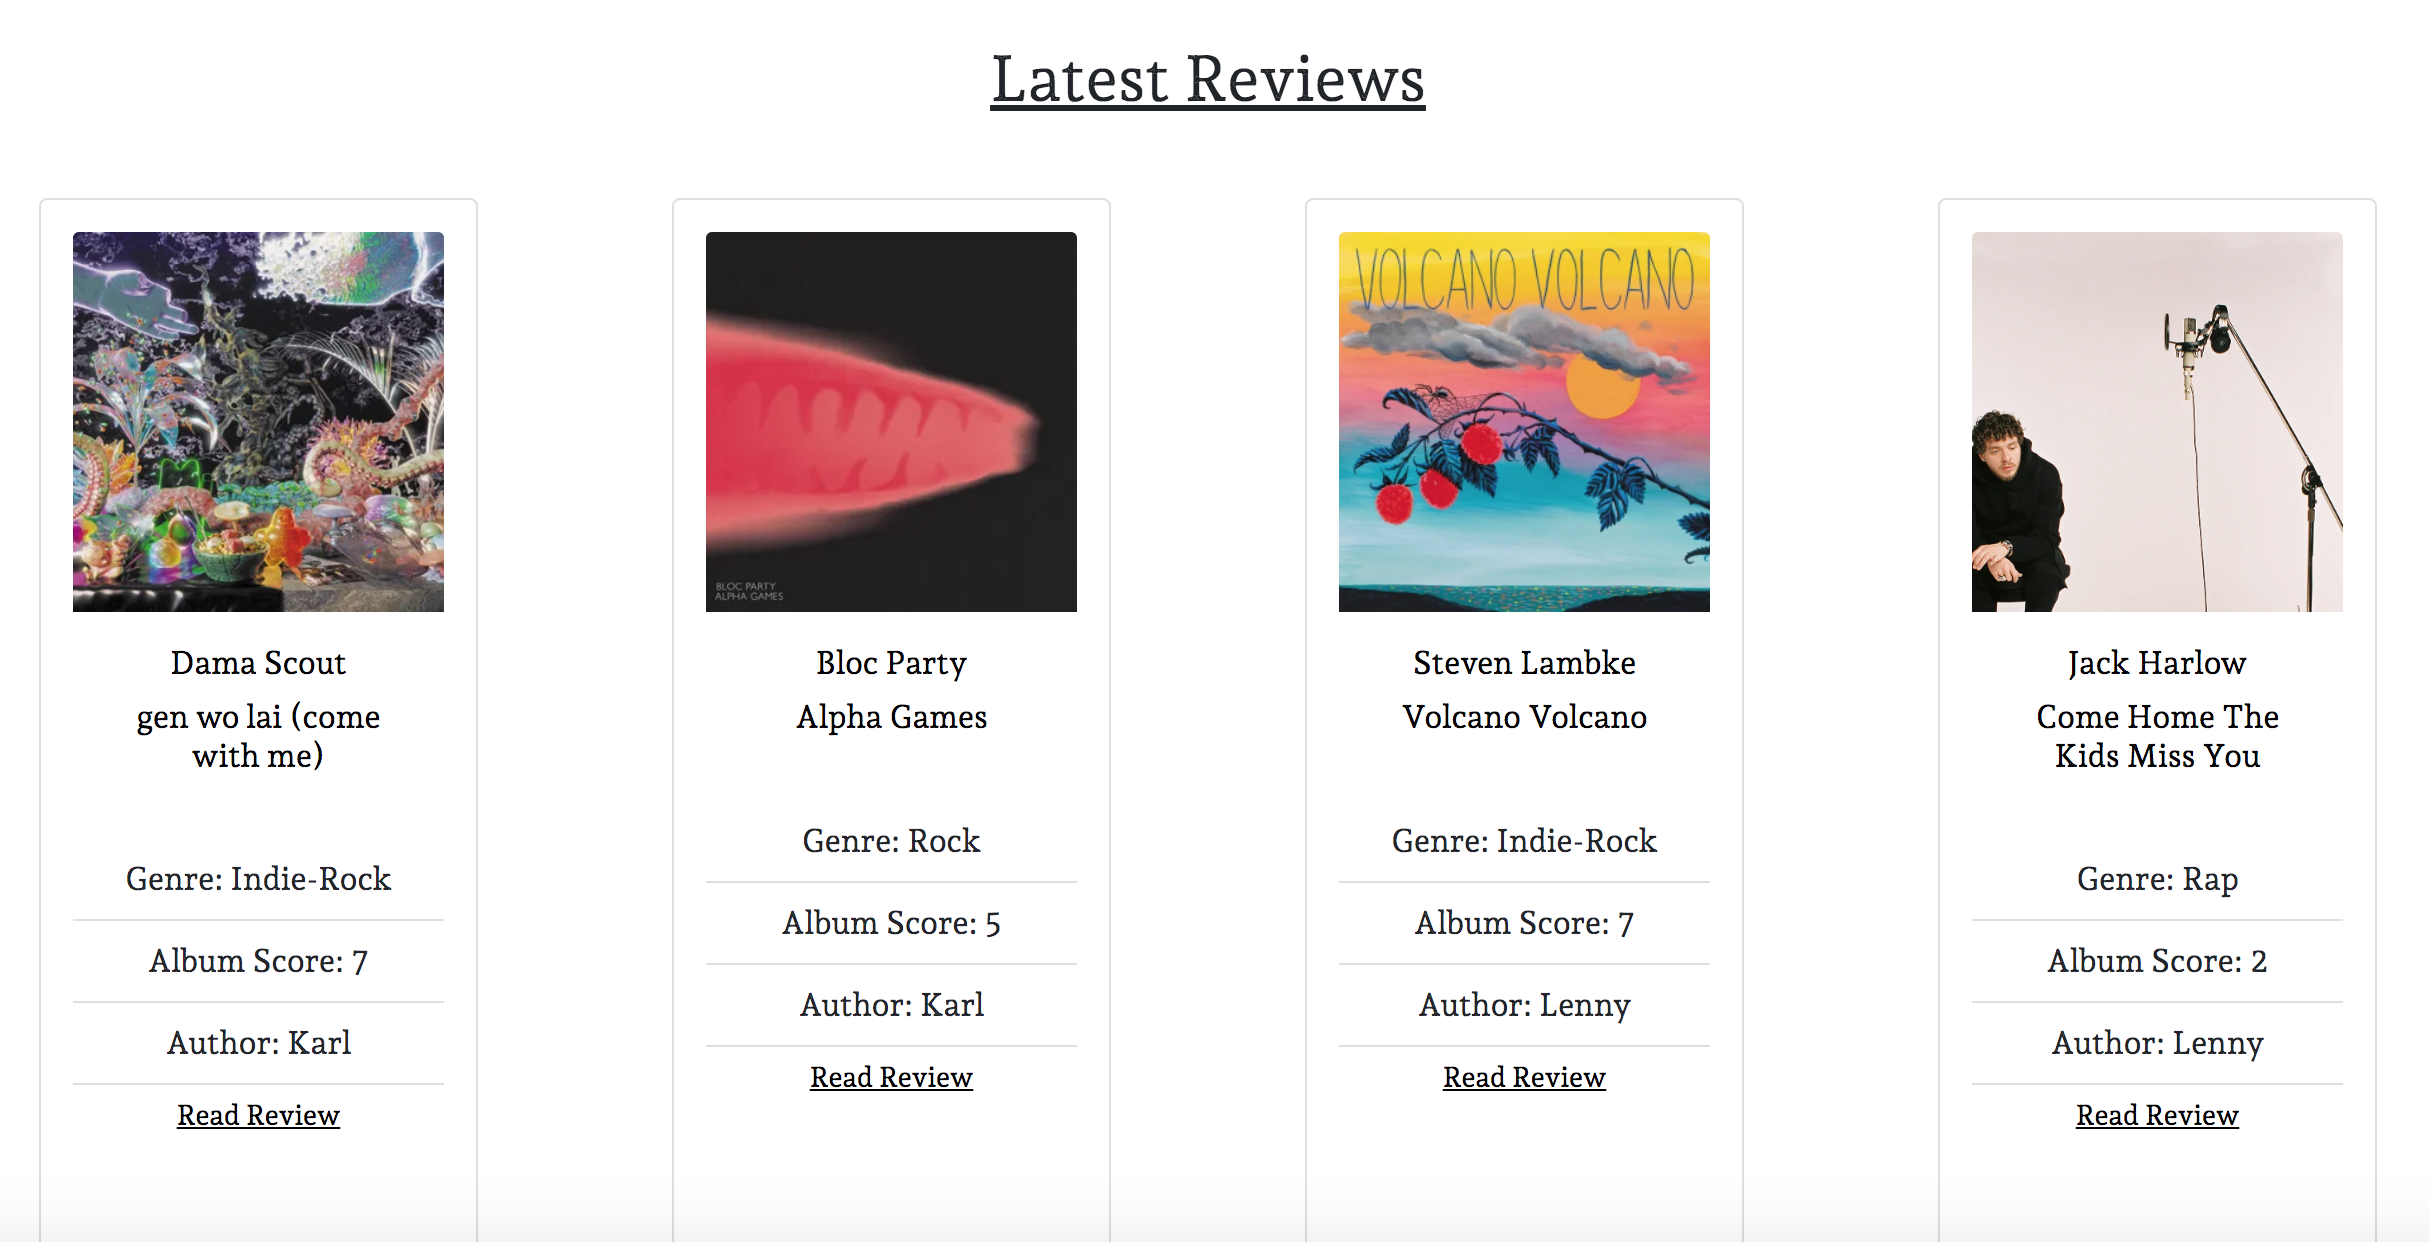 Latest Reviews
Dama Scout
gen wo lai (come
with me)
Genre: Indie-Rock
Album Score: 7
Author: Karl
Read Review
BLOC PARTY
ALPHA GAMES
Bloc Party
Alpha Games
Genre: Rock
Album Score: 5
Author: Karl
Read Review
VOLCANO VOLCANO
Steven Lambke
Volcano Volcano
Genre: Indie-Rock
Album Score: 7
Author: Lenny
Read Review
Jack Harlow
Come Home The
Kids Miss You
Genre: Rap
Album Score: 2
Author: Lenny
Read Review